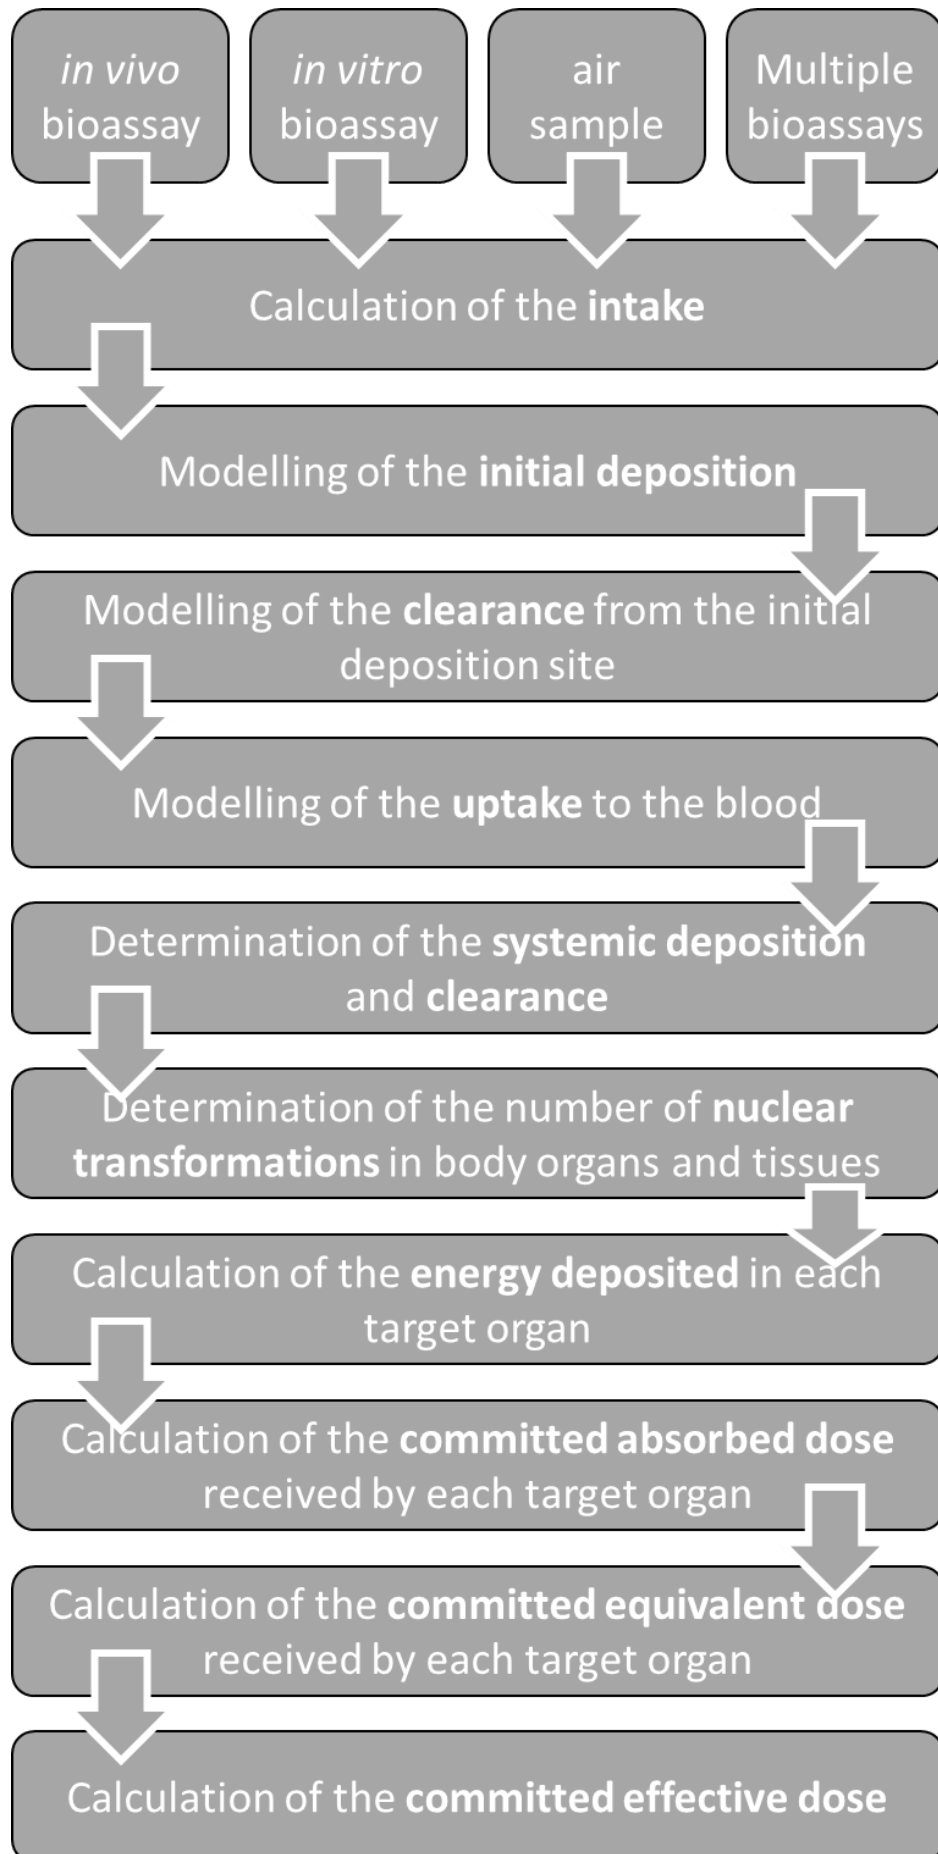 in vivo
bioassay
in vitro
bioassay
air
sample
Multiple
bioassays
Calculation of the intake
Modelling of the initial deposition
Modelling of the clearance from the initial
deposition site
Modelling of the uptake to the blood
Determination of the systemic deposition
and clearance
Determination of the number of nuclear
transformations in body organs and tissues
Calculation of the energy deposited in each
target organ
Calculation of the committed absorbed dose
received by each target organ
Calculation of the committed equivalent dose
received by each target organ
Calculation of the committed effective dose